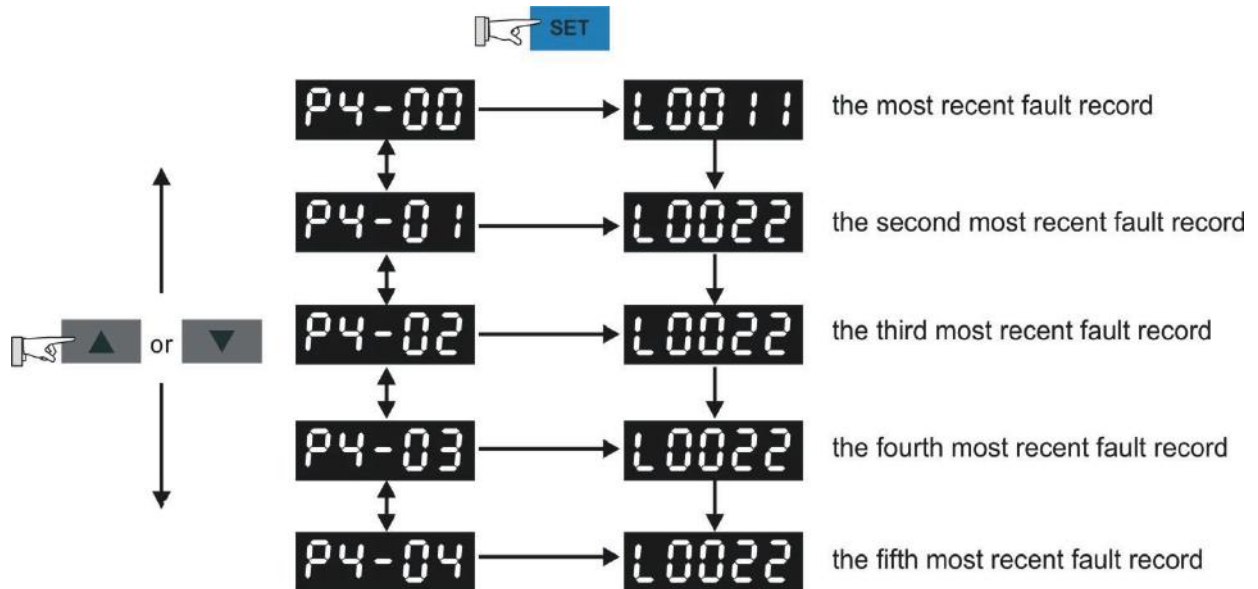 SET
P4-00 L0011 the most recent fault record
P4-01 L0022 the second most recent fault record
P4-02 L0022 the third most recent fault record
or
P4-03 L0022 the fourth most recent fault record
P4-04 L0022 the fifth most recent fault record